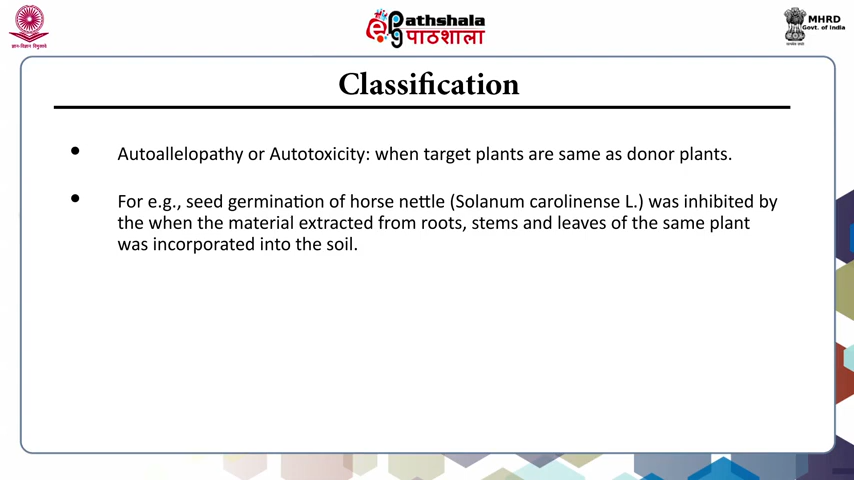 ज्ञान-विज्ञान विमुक्तये
ePathshala
पाठशाला
MHRD
Govt. of India
Classification
• Autoallelopathy or Autotoxicity: when target plants are same as donor plants.
• For e.g., seed germination of horse nettle (Solanum carolinense L.) was inhibited by
the when the material extracted from roots, stems and leaves of the same plant
was incorporated into the soil.